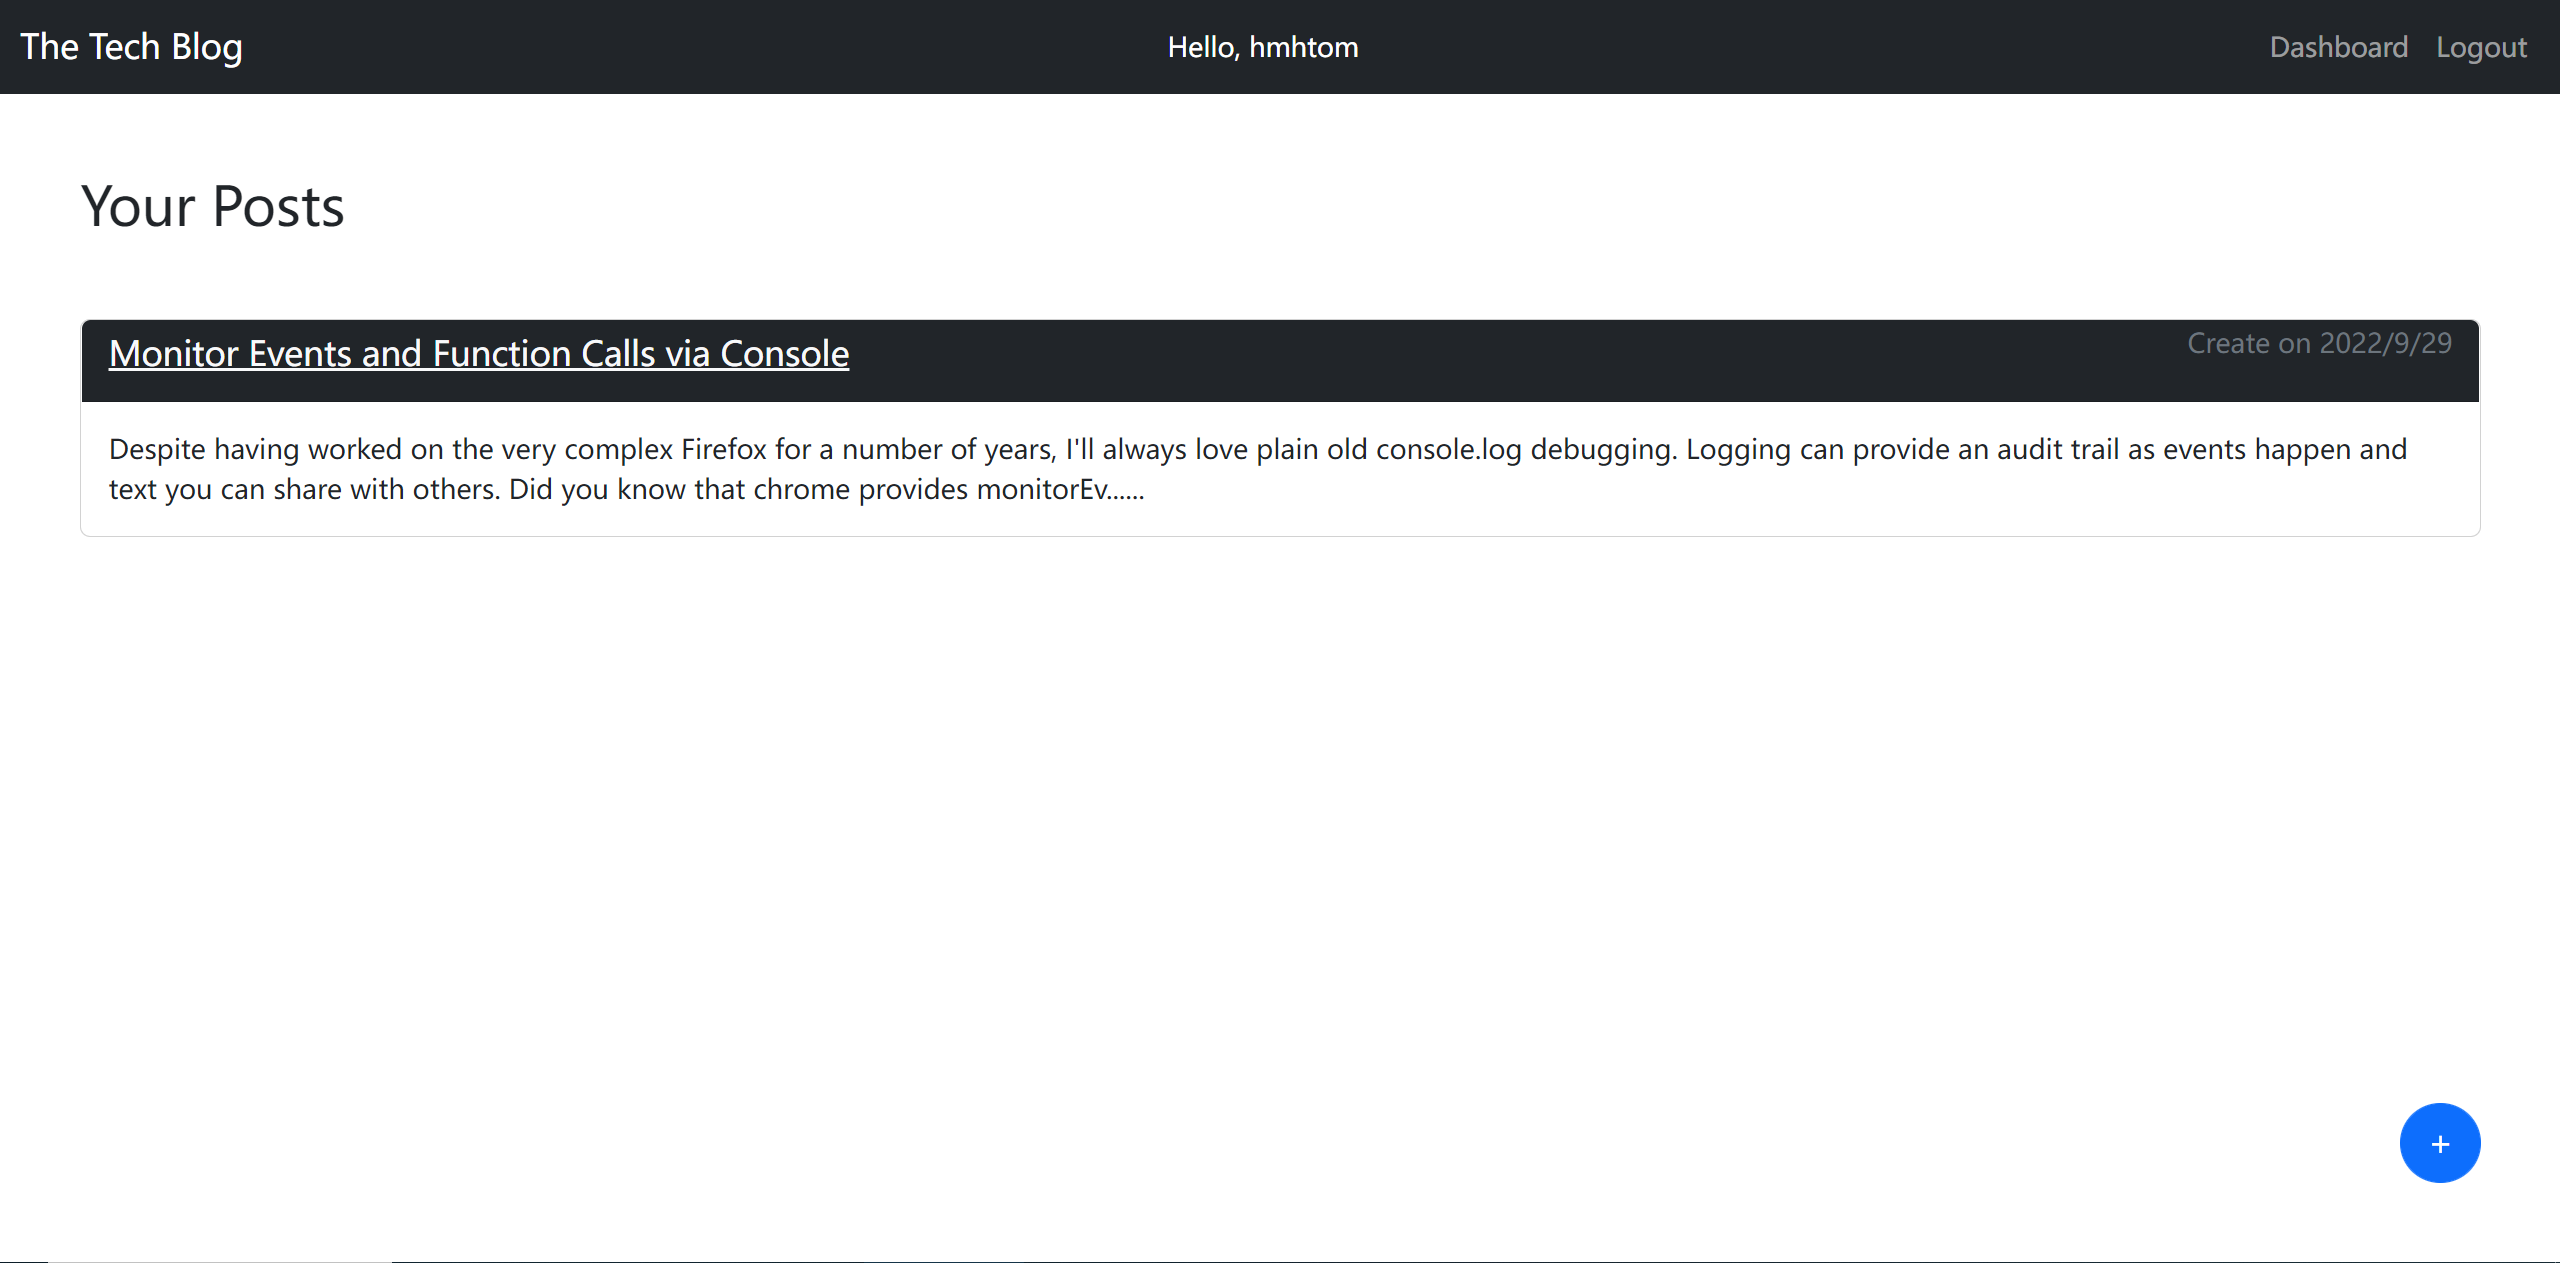 The Tech Blog
Hello, hmhtom
Dashboard
Logout
Your Posts
Monitor Events and Function Calls via Console
Create on 2022/9/29
Despite having worked on the very complex Firefox for a number of years, I'll always love plain old console.log debugging. Logging can provide an audit trail as events happen and
text you can share with others. Did you know that chrome provides monitorEv......
+